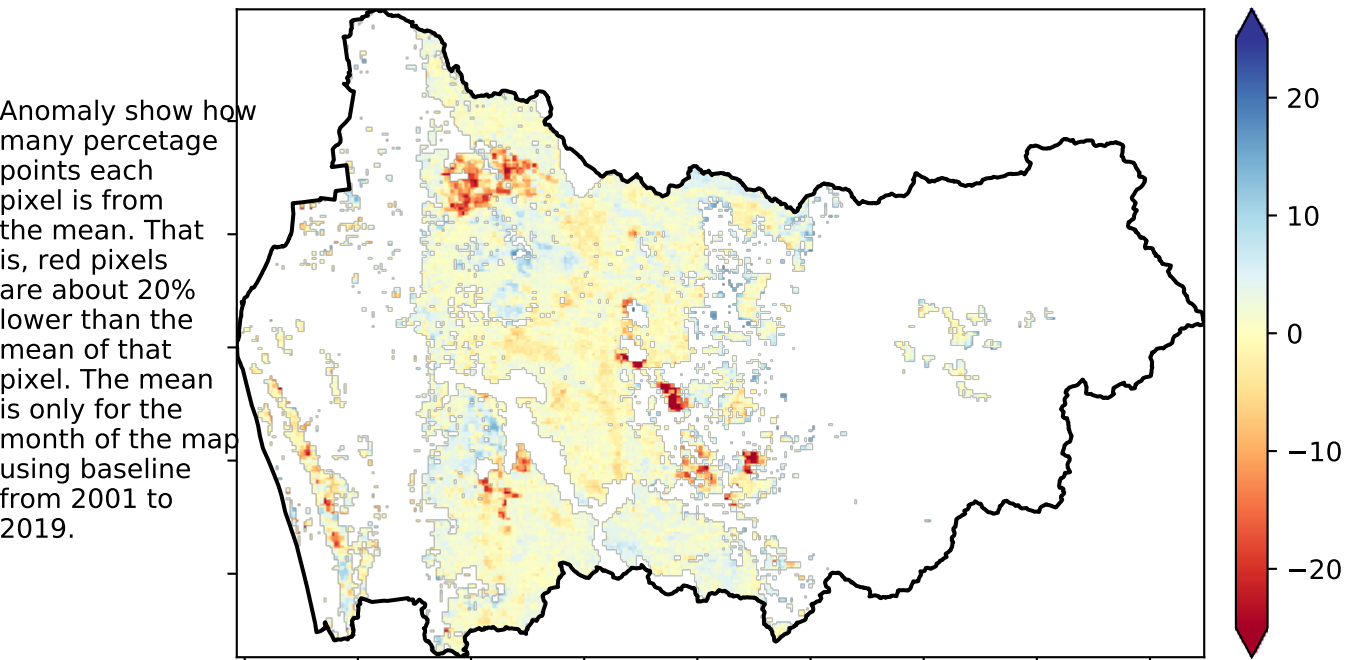 Anomaly show how
many percetage
points each
pixel is from
the mean. That
is, red pixels
are about 20%
lower than the
mean of that
pixel. The mean
is only for the
month of the map
using baseline
from 2001 to
2019.
20
10
0
−10
−20